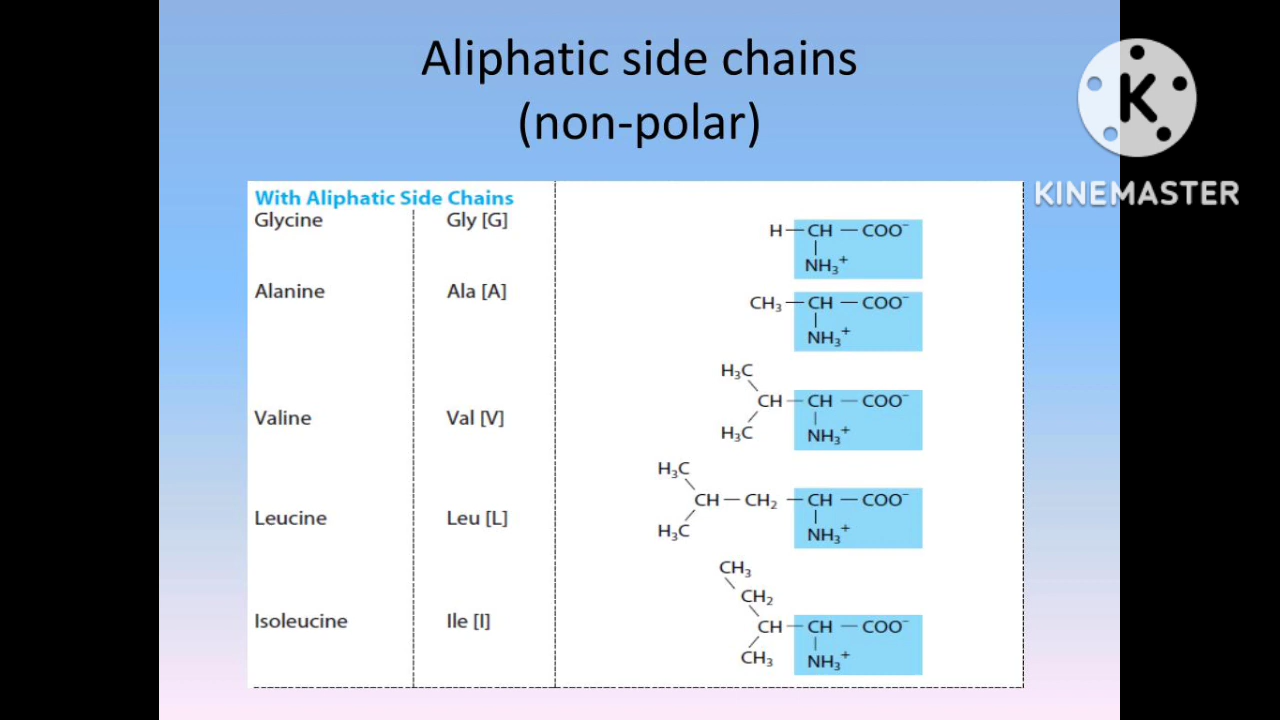 Aliphatic side chains
(non-polar)
K
KINEMASTER
With Aliphatic Side Chains
Glycine Gly [G] H—CH—COO⁻
NH₃⁺
Alanine Ala [A] CH₃—CH—COO⁻
NH₃⁺
H₃C
Valine Val [V] CH—CH—COO⁻
H₃C NH₃⁺
H₃C
Leucine Leu [L] CH—CH₂—CH—COO⁻
H₃C NH₃⁺
CH₃
CH₂
Isoleucine Ile [I] CH—CH—COO⁻
CH₃ NH₃⁺